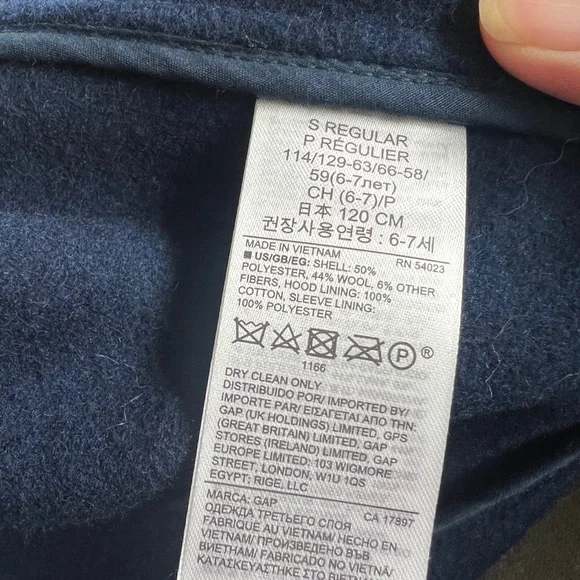 S REGULAR
P RÉGULIER
114/129-63/66-58/
59(6-7лет)
CH (6-7)/P
日本 120 CM
권장사용연령 : 6-7세
MADE IN VIETNAM RN 54023
US/GB/EG: SHELL: 50%
POLYESTER, 44% WOOL, 6% OTHER
FIBERS, HOOD LINING: 100%
COTTON, SLEEVE LINING:
100% POLYESTER
P ®
1166
DRY CLEAN ONLY
DISTRIBUIDO POR/ IMPORTED BY/
IMPORTE PAR/ ΕΙΣΑΓΕΤΑΙ ΑΠΟ ΤΗΝ:
GAP (UK HOLDINGS) LIMITED, GPS
(GREAT BRITAIN) LIMITED, GAP
STORES (IRELAND) LIMITED, GAP
EUROPE LIMITED; 103 WIGMORE
STREET, LONDON, W1U 1QS
EGYPT; RIGE, LLC
MARCA: GAP CA 17897
ОДЕЖДА ТРЕТЬЕГО СЛОЯ
FABRIQUE AU VIETNAM/ HECHO EN
VIETNAM/ ПРОИЗВЕДЕНО ВЪВ
ВИЕТНАМ/ FABRICADO NO VIETNA/
ΚΑΤΑΣΚΕΥΑΖΕΤΑΙ ΣΤΟ